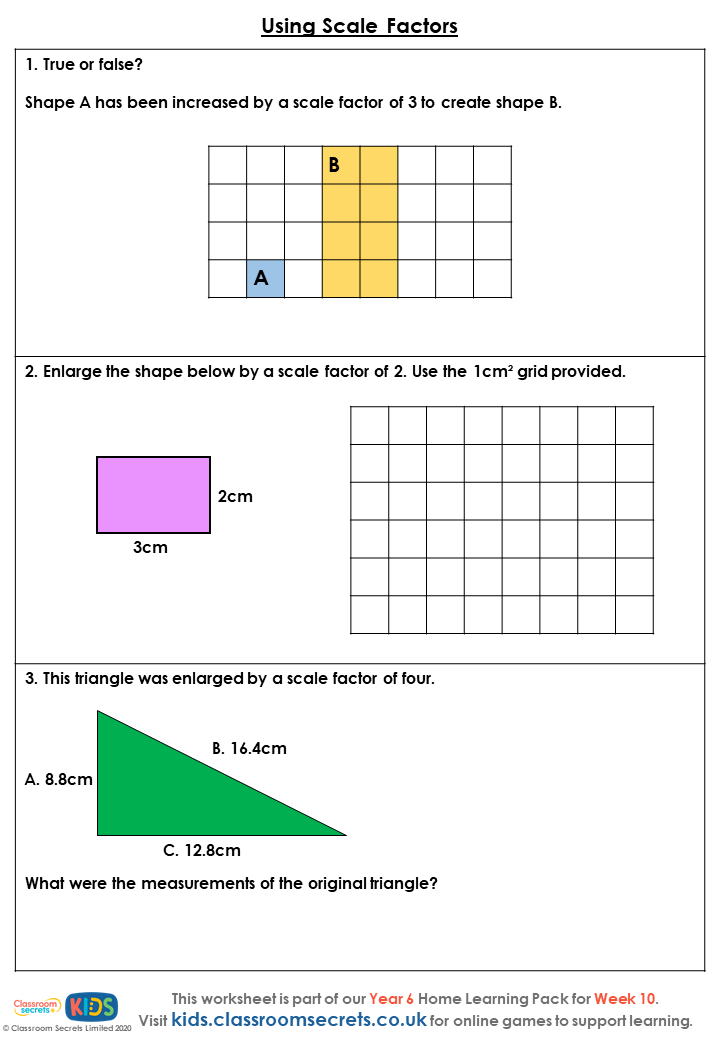 Using Scale Factors
1. True or false?
Shape A has been increased by a scale factor of 3 to create shape B.
B
A
2. Enlarge the shape below by a scale factor of 2. Use the 1cm² grid provided.
2cm
3cm
3. This triangle was enlarged by a scale factor of four.
B. 16.4cm
A. 8.8cm
C. 12.8cm
What were the measurements of the original triangle?
Classroom secrets KIDS
© Classroom Secrets Limited 2020
This worksheet is part of our Year 6 Home Learning Pack for Week 10.
Visit kids.classroomsecrets.co.uk for online games to support learning.